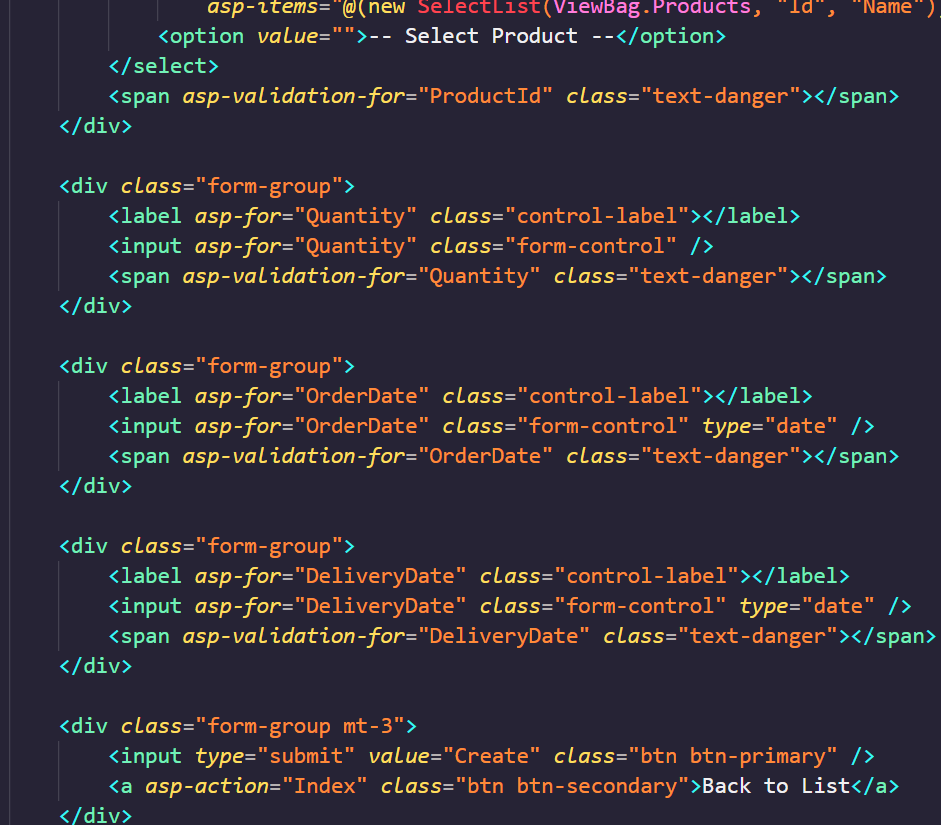 asp-items="@(new SelectList(ViewBag.Products, "Id", "Name")
<option value="">-- Select Product --</option>
</select>
<span asp-validation-for="ProductId" class="text-danger"></span>
</div>
<div class="form-group">
<label asp-for="Quantity" class="control-label"></label>
<input asp-for="Quantity" class="form-control" />
<span asp-validation-for="Quantity" class="text-danger"></span>
</div>
<div class="form-group">
<label asp-for="OrderDate" class="control-label"></label>
<input asp-for="OrderDate" class="form-control" type="date" />
<span asp-validation-for="OrderDate" class="text-danger"></span>
</div>
<div class="form-group">
<label asp-for="DeliveryDate" class="control-label"></label>
<input asp-for="DeliveryDate" class="form-control" type="date" />
<span asp-validation-for="DeliveryDate" class="text-danger"></span>
</div>
<div class="form-group mt-3">
<input type="submit" value="Create" class="btn btn-primary" />
<a asp-action="Index" class="btn btn-secondary">Back to List</a>
</div>